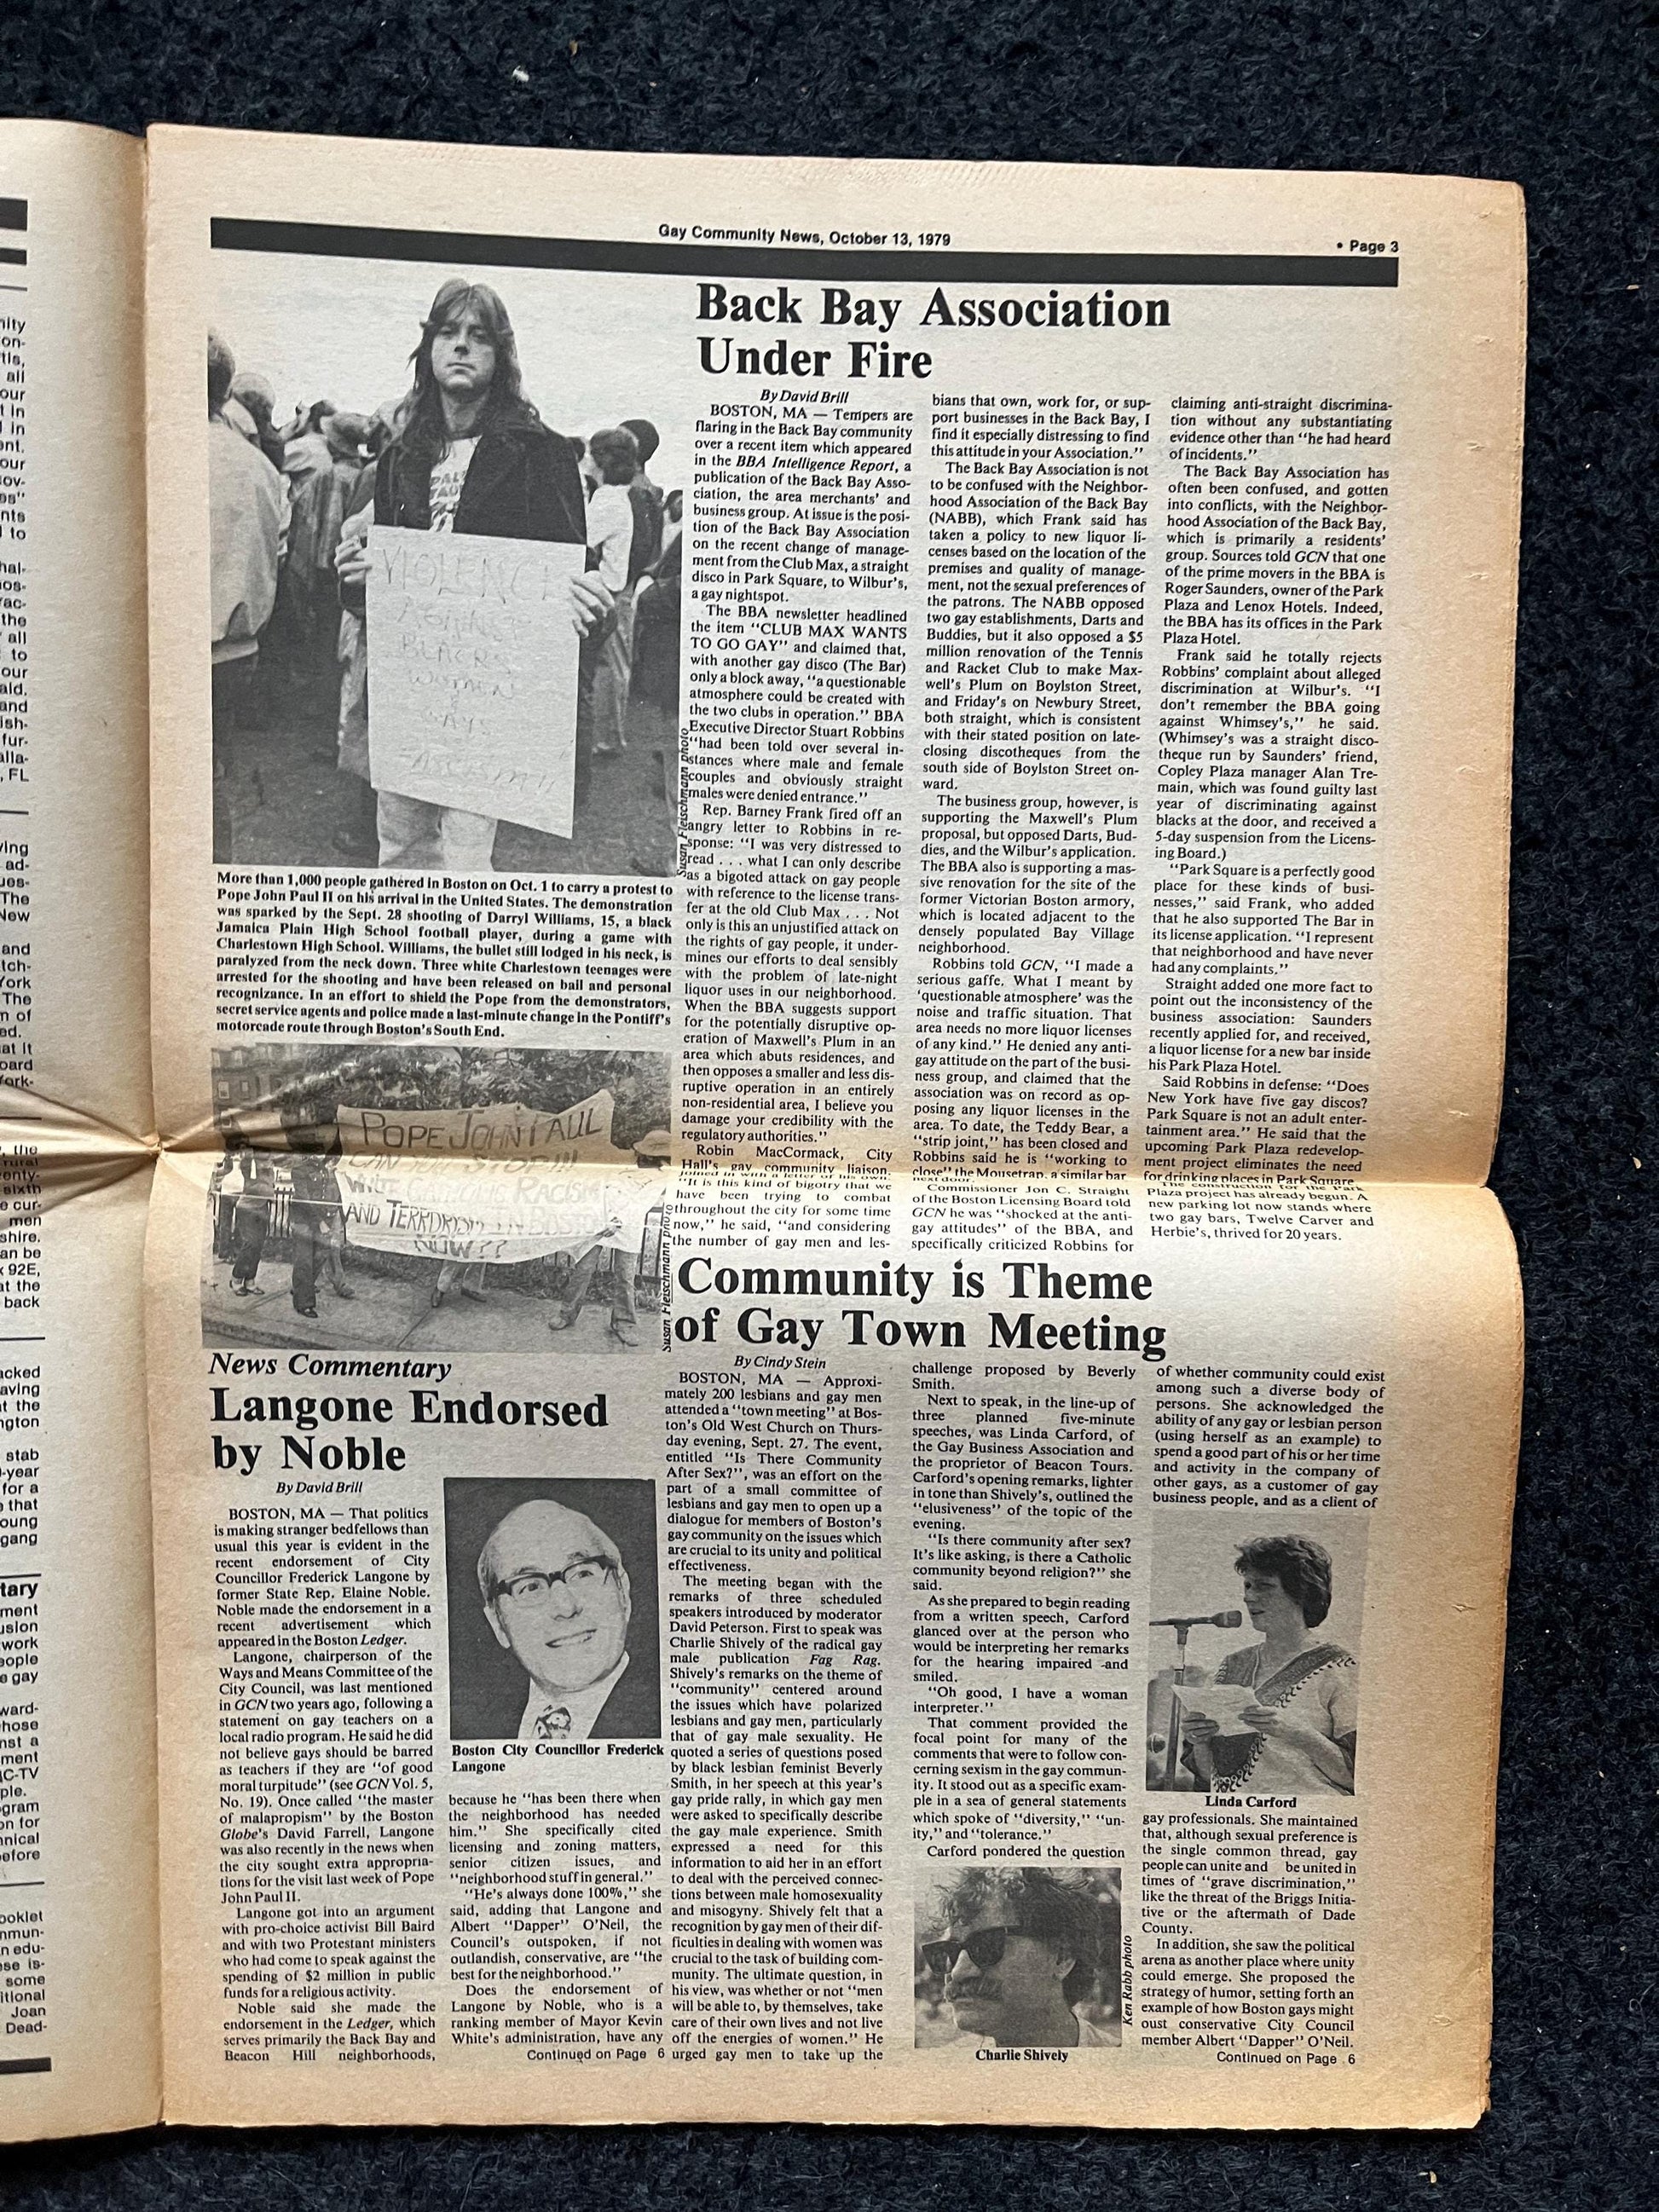 Gay Community News, October 13, 1979
• Page 3
VIOLENCE
Against
BLACKS
Women
GAYS
Susan Fleischmann photo
More than 1,000 people gathered in Boston on Oct. 1 to carry a protest to
Pope John Paul II on his arrival in the United States. The demonstration
was sparked by the Sept. 28 shooting of Darryl Williams, 15, a black
Jamaica Plain High School football player, during a game with
Charlestown High School. Williams, the bullet still lodged in his neck, is
paralyzed from the neck down. Three white Charlestown teenages were
arrested for the shooting and have been released on bail and personal
recognizance. In an effort to shield the Pope from the demonstrators,
secret service agents and police made a last-minute change in the Pontiff's
motorcade route through Boston's South End.
POPE JOHN PAUL
CAN YOU STOP!!!
WHITE RACISM
AND TERRORISM IN BOSTON
NOW??
Susan Fleischmann photo
Back Bay Association
Under Fire
By David Brill
BOSTON, MA — Tempers are
flaring in the Back Bay community
over a recent item which appeared
in the BBA Intelligence Report, a
publication of the Back Bay Asso-
ciation, the area merchants' and
business group. At issue is the posi-
tion of the Back Bay Association
on the recent change of manage-
ment from the Club Max, a straight
disco in Park Square, to Wilbur's,
a gay nightspot.
The BBA newsletter headlined
the item "CLUB MAX WANTS
TO GO GAY" and claimed that,
with another gay disco (The Bar)
only a block away, "a questionable
atmosphere could be created with
the two clubs in operation." BBA
Executive Director Stuart Robbins
"had been told over several in-
stances where male and female
couples and obviously straight
males were denied entrance."
Rep. Barney Frank fired off an
angry letter to Robbins in re-
sponse: "I was very distressed to
read . . . what I can only describe
as a bigoted attack on gay people
with reference to the license trans-
fer at the old Club Max . . . Not
only is this an unjustified attack on
the rights of gay people, it under-
mines our efforts to deal sensibly
with the problem of late-night
liquor uses in our neighborhood.
When the BBA suggests support
for the potentially disruptive op-
eration of Maxwell's Plum in an
area which abuts residences, and
then opposes a smaller and less dis-
ruptive operation in an entirely
non-residential area, I believe you
damage your credibility with the
regulatory authorities."
Robin MacCormack, City
Hall's gay community liaison,
joined in with a letter of his own.
"It is this kind of bigotry that we
have been trying to combat
throughout the city for some time
now," he said, "and considering
the number of gay men and les-
bians that own, work for, or sup-
port businesses in the Back Bay, I
find it especially distressing to find
this attitude in your Association."
The Back Bay Association is not
to be confused with the Neighbor-
hood Association of the Back Bay
(NABB), which Frank said has
taken a policy to new liquor li-
censes based on the location of the
premises and quality of manage-
ment, not the sexual preferences of
the patrons. The NABB opposed
two gay establishments, Darts and
Buddies, but it also opposed a $5
million renovation of the Tennis
and Racket Club to make Max-
well's Plum on Boylston Street,
and Friday's on Newbury Street,
both straight, which is consistent
with their stated position on late-
closing discotheques from the
south side of Boylston Street on-
ward.
The business group, however, is
supporting the Maxwell's Plum
proposal, but opposed Darts, Bud-
dies, and the Wilbur's application.
The BBA also is supporting a mas-
sive renovation for the site of the
former Victorian Boston armory,
which is located adjacent to the
densely populated Bay Village
neighborhood.
Robbins told GCN, "I made a
serious gaffe. What I meant by
'questionable atmosphere' was the
noise and traffic situation. That
area needs no more liquor licenses
of any kind." He denied any anti-
gay attitude on the part of the busi-
ness group, and claimed that the
association was on record as op-
posing any liquor licenses in the
area. To date, the Teddy Bear, a
"strip joint," has been closed and
Robbins said he is "working to
close" the Mousetrap, a similar bar
next door.
Commissioner Jon C. Straight
of the Boston Licensing Board told
GCN he was "shocked at the anti-
gay attitudes" of the BBA, and
specifically criticized Robbins for
claiming anti-straight discrimina-
tion without any substantiating
evidence other than "he had heard
of incidents."
The Back Bay Association has
often been confused, and gotten
into conflicts, with the Neighbor-
hood Association of the Back Bay,
which is primarily a residents'
group. Sources told GCN that one
of the prime movers in the BBA is
Roger Saunders, owner of the Park
Plaza and Lenox Hotels. Indeed,
the BBA has its offices in the Park
Plaza Hotel.
Frank said he totally rejects
Robbins' complaint about alleged
discrimination at Wilbur's. "I
don't remember the BBA going
against Whimsey's," he said.
(Whimsey's was a straight disco-
theque run by Saunders' friend,
Copley Plaza manager Alan Tre-
main, which was found guilty last
year of discriminating against
blacks at the door, and received a
5-day suspension from the Licens-
ing Board.)
"Park Square is a perfectly good
place for these kinds of busi-
nesses," said Frank, who added
that he also supported The Bar in
its license application. "I represent
that neighborhood and have never
had any complaints."
Straight added one more fact to
point out the inconsistency of the
business association: Saunders
recently applied for, and received,
a liquor license for a new bar inside
his Park Plaza Hotel.
Said Robbins in defense: "Does
New York have five gay discos?
Park Square is not an adult enter-
tainment area." He said that the
upcoming Park Plaza redevelop-
ment project eliminates the need
for drinking places in Park Square.
The construction for the Park
Plaza project has already begun. A
new parking lot now stands where
two gay bars, Twelve Carver and
Herbie's, thrived for 20 years.
News Commentary
Langone Endorsed
by Noble
By David Brill
BOSTON, MA — That politics
is making stranger bedfellows than
usual this year is evident in the
recent endorsement of City
Councillor Frederick Langone by
former State Rep. Elaine Noble.
Noble made the endorsement in a
recent advertisement which
appeared in the Boston Ledger.
Langone, chairperson of the
Ways and Means Committee of the
City Council, was last mentioned
in GCN two years ago, following a
statement on gay teachers on a
local radio program. He said he did
not believe gays should be barred
as teachers if they are "of good
moral turpitude" (see GCN Vol. 5,
No. 19). Once called "the master
of malapropism" by the Boston
Globe's David Farrell, Langone
was also recently in the news when
the city sought extra appropria-
tions for the visit last week of Pope
John Paul II.
Langone got into an argument
with pro-choice activist Bill Baird
and with two Protestant ministers
who had come to speak against the
spending of $2 million in public
funds for a religious activity.
Noble said she made the
endorsement in the Ledger, which
serves primarily the Back Bay and
Beacon Hill neighborhoods,
Boston City Councillor Frederick
Langone
because he "has been there when
the neighborhood has needed
him." She specifically cited
licensing and zoning matters,
senior citizen issues, and
"neighborhood stuff in general."
"He's always done 100%," she
said, adding that Langone and
Albert "Dapper" O'Neil, the
Council's outspoken, if not
outlandish, conservative, are "the
best for the neighborhood."
Does the endorsement of
Langone by Noble, who is a
ranking member of Mayor Kevin
White's administration, have any
Continued on Page 6
Community is Theme
of Gay Town Meeting
By Cindy Stein
BOSTON, MA — Approxi-
mately 200 lesbians and gay men
attended a "town meeting" at Bos-
ton's Old West Church on Thurs-
day evening, Sept. 27. The event,
entitled "Is There Community
After Sex?", was an effort on the
part of a small committee of
lesbians and gay men to open up a
dialogue for members of Boston's
gay community on the issues which
are crucial to its unity and political
effectiveness.
The meeting began with the
remarks of three scheduled
speakers introduced by moderator
David Peterson. First to speak was
Charlie Shively of the radical gay
male publication Fag Rag.
Shively's remarks on the theme of
"community" centered around
the issues which have polarized
lesbians and gay men, particularly
that of gay male sexuality. He
quoted a series of questions posed
by black lesbian feminist Beverly
Smith, in her speech at this year's
gay pride rally, in which gay men
were asked to specifically describe
the gay male experience. Smith
expressed a need for this
information to aid her in an effort
to deal with the perceived connec-
tions between male homosexuality
and misogyny. Shively felt that a
recognition by gay men of their dif-
ficulties in dealing with women was
crucial to the task of building com-
munity. The ultimate question, in
his view, was whether or not "men
will be able to, by themselves, take
care of their own lives and not live
off the energies of women." He
urged gay men to take up the
challenge proposed by Beverly
Smith.
Next to speak, in the line-up of
three planned five-minute
speeches, was Linda Carford, of
the Gay Business Association and
the proprietor of Beacon Tours.
Carford's opening remarks, lighter
in tone than Shively's, outlined the
"elusiveness" of the topic of the
evening.
"Is there community after sex?
It's like asking, is there a Catholic
community beyond religion?" she
said.
As she prepared to begin reading
from a written speech, Carford
glanced over at the person who
would be interpreting her remarks
for the hearing impaired and
smiled.
"Oh good, I have a woman
interpreter."
That comment provided the
focal point for many of the
comments that were to follow con-
cerning sexism in the gay commun-
ity. It stood out as a specific exam-
ple in a sea of general statements
which spoke of "diversity," "un-
ity," and "tolerance."
Carford pondered the question
Charlie Shively
Ken Rabb photo
of whether community could exist
among such a diverse body of
persons. She acknowledged the
ability of any gay or lesbian person
(using herself as an example) to
spend a good part of his or her time
and activity in the company of
other gays, as a customer of gay
business people, and as a client of
Linda Carford
gay professionals. She maintained
that, although sexual preference is
the single common thread, gay
people can unite and be united in
times of "grave discrimination,"
like the threat of the Briggs Initia-
tive or the aftermath of Dade
County.
In addition, she saw the political
arena as another place where unity
could emerge. She proposed the
strategy of humor, setting forth an
example of how Boston gays might
oust conservative City Council
member Albert "Dapper" O'Neil.
Continued on Page 6